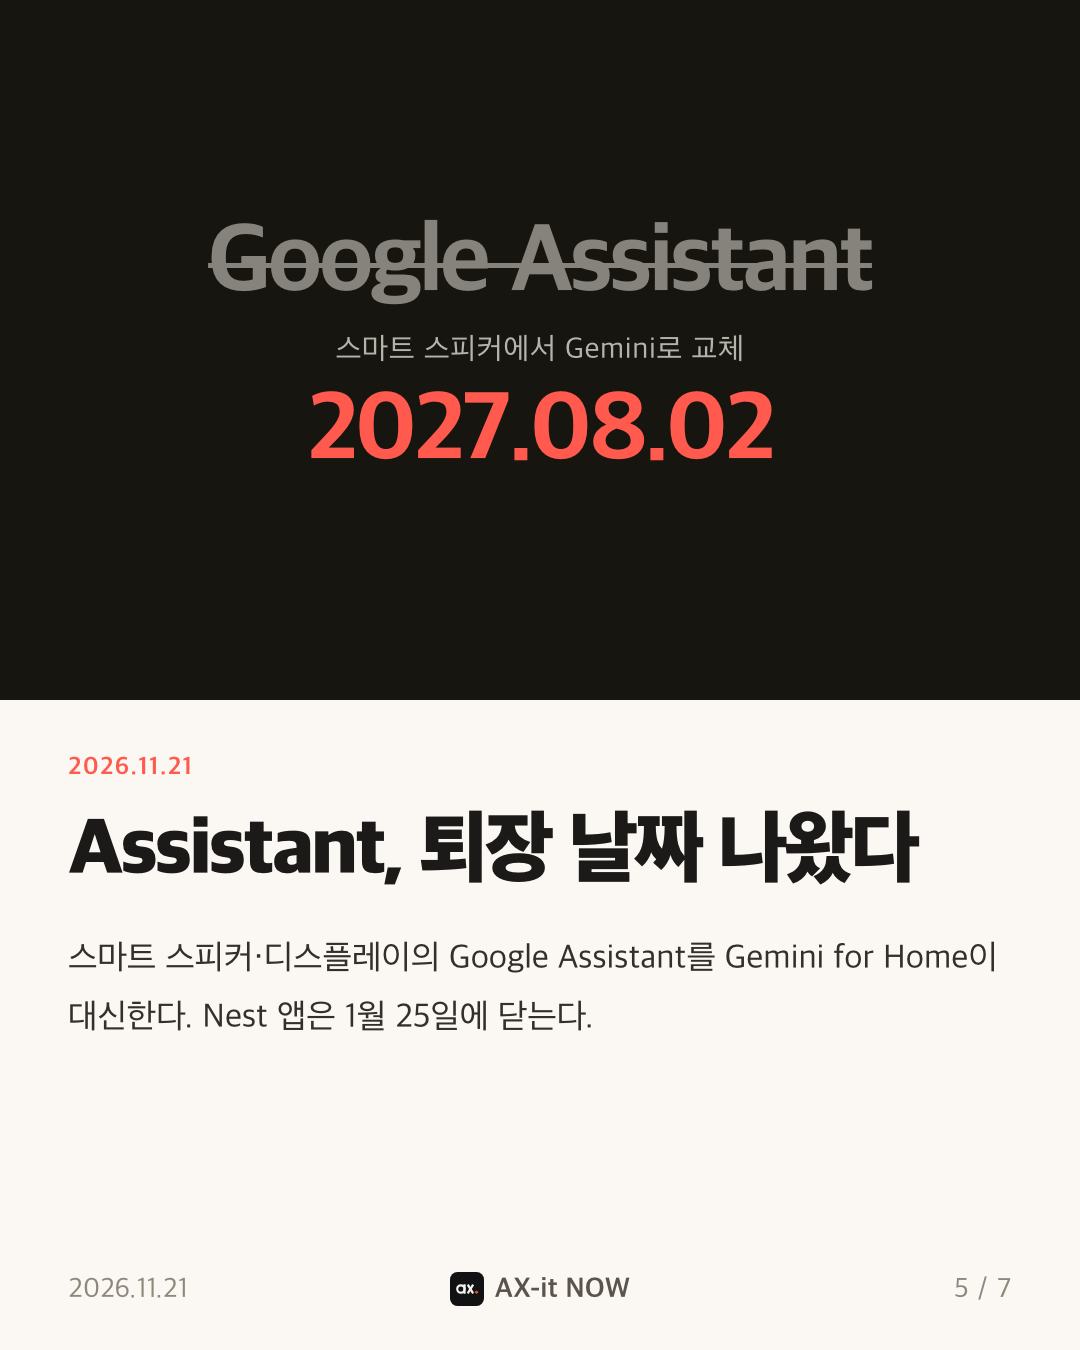 Google Assistant
스마트 스피커에서 Gemini로 교체
2027.08.02
2026.11.21
Assistant, 퇴장 날짜 나왔다
스마트 스피커·디스플레이의 Google Assistant를 Gemini for Home이
대신한다. Nest 앱은 1월 25일에 닫는다.
2026.11.21
ax. AX-it NOW
5 / 7